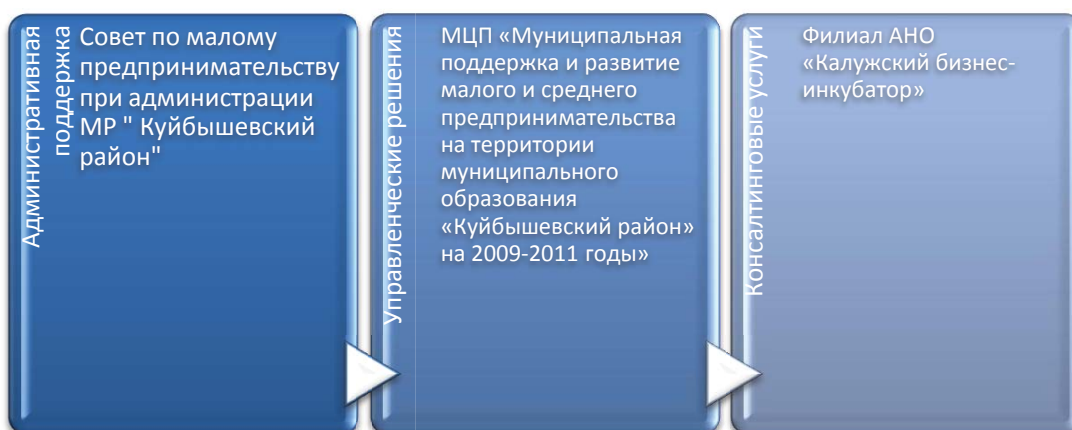 Административная
поддержка
Совет по малому
предпринимательству
при администрации
МР " Куйбышевский
район"
Управленческие решения
МЦП «Муниципальная
поддержка и развитие
малого и среднего
предпринимательства
на территории
муниципального
образования
«Куйбышевский район»
на 2009-2011 годы»
Консалтинговые услуги
Филиал АНО
«Калужский бизнес-
инкубатор»